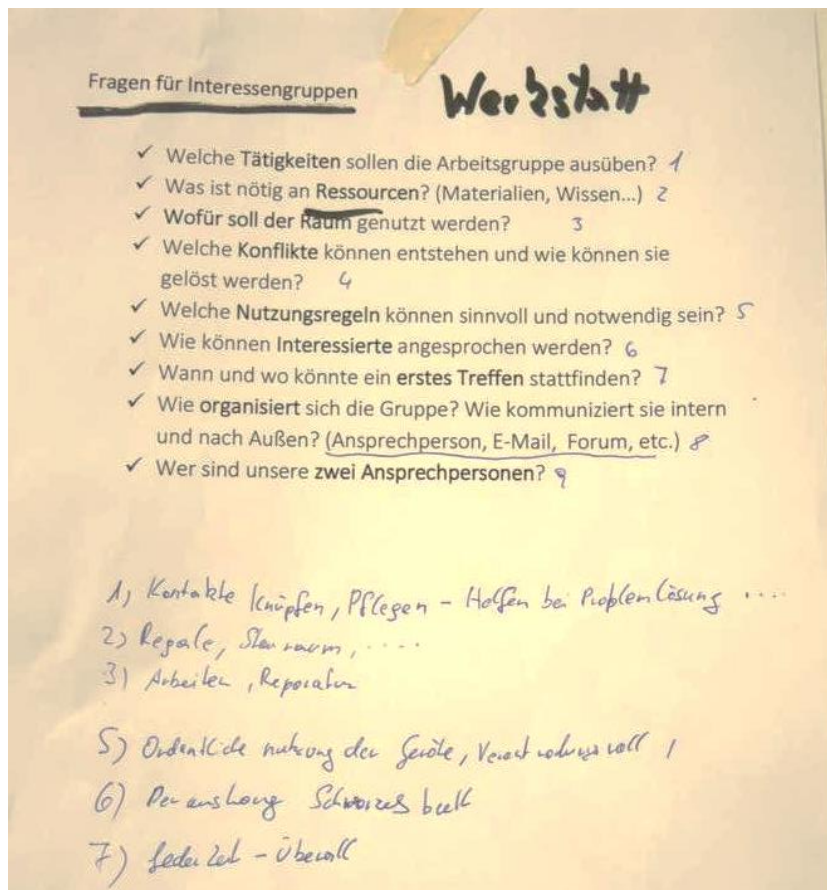 Fragen für Interessengruppen
Werkstatt
✓ Welche Tätigkeiten sollen die Arbeitsgruppe ausüben? 1
✓ Was ist nötig an Ressourcen? (Materialien, Wissen...) 2
✓ Wofür soll der Raum genutzt werden? 3
✓ Welche Konflikte können entstehen und wie können sie
gelöst werden? 4
✓ Welche Nutzungsregeln können sinnvoll und notwendig sein? 5
✓ Wie können Interessierte angesprochen werden? 6
✓ Wann und wo könnte ein erstes Treffen stattfinden? 7
✓ Wie organisiert sich die Gruppe? Wie kommuniziert sie intern
und nach Außen? (Ansprechperson, E-Mail, Forum, etc.) 8
✓ Wer sind unsere zwei Ansprechpersonen? 9
1) Kontakte Knüpfen, Pflegen - Helfen bei Problemlösung ....
2) Regale, Stauraum, ....
3) Arbeiten, Reparatur
5) Ordentliche nutzung der Geräte, Verantwortungsvoll
6) Per aushang Schwarzes brett
7) Jederzeit - Überall